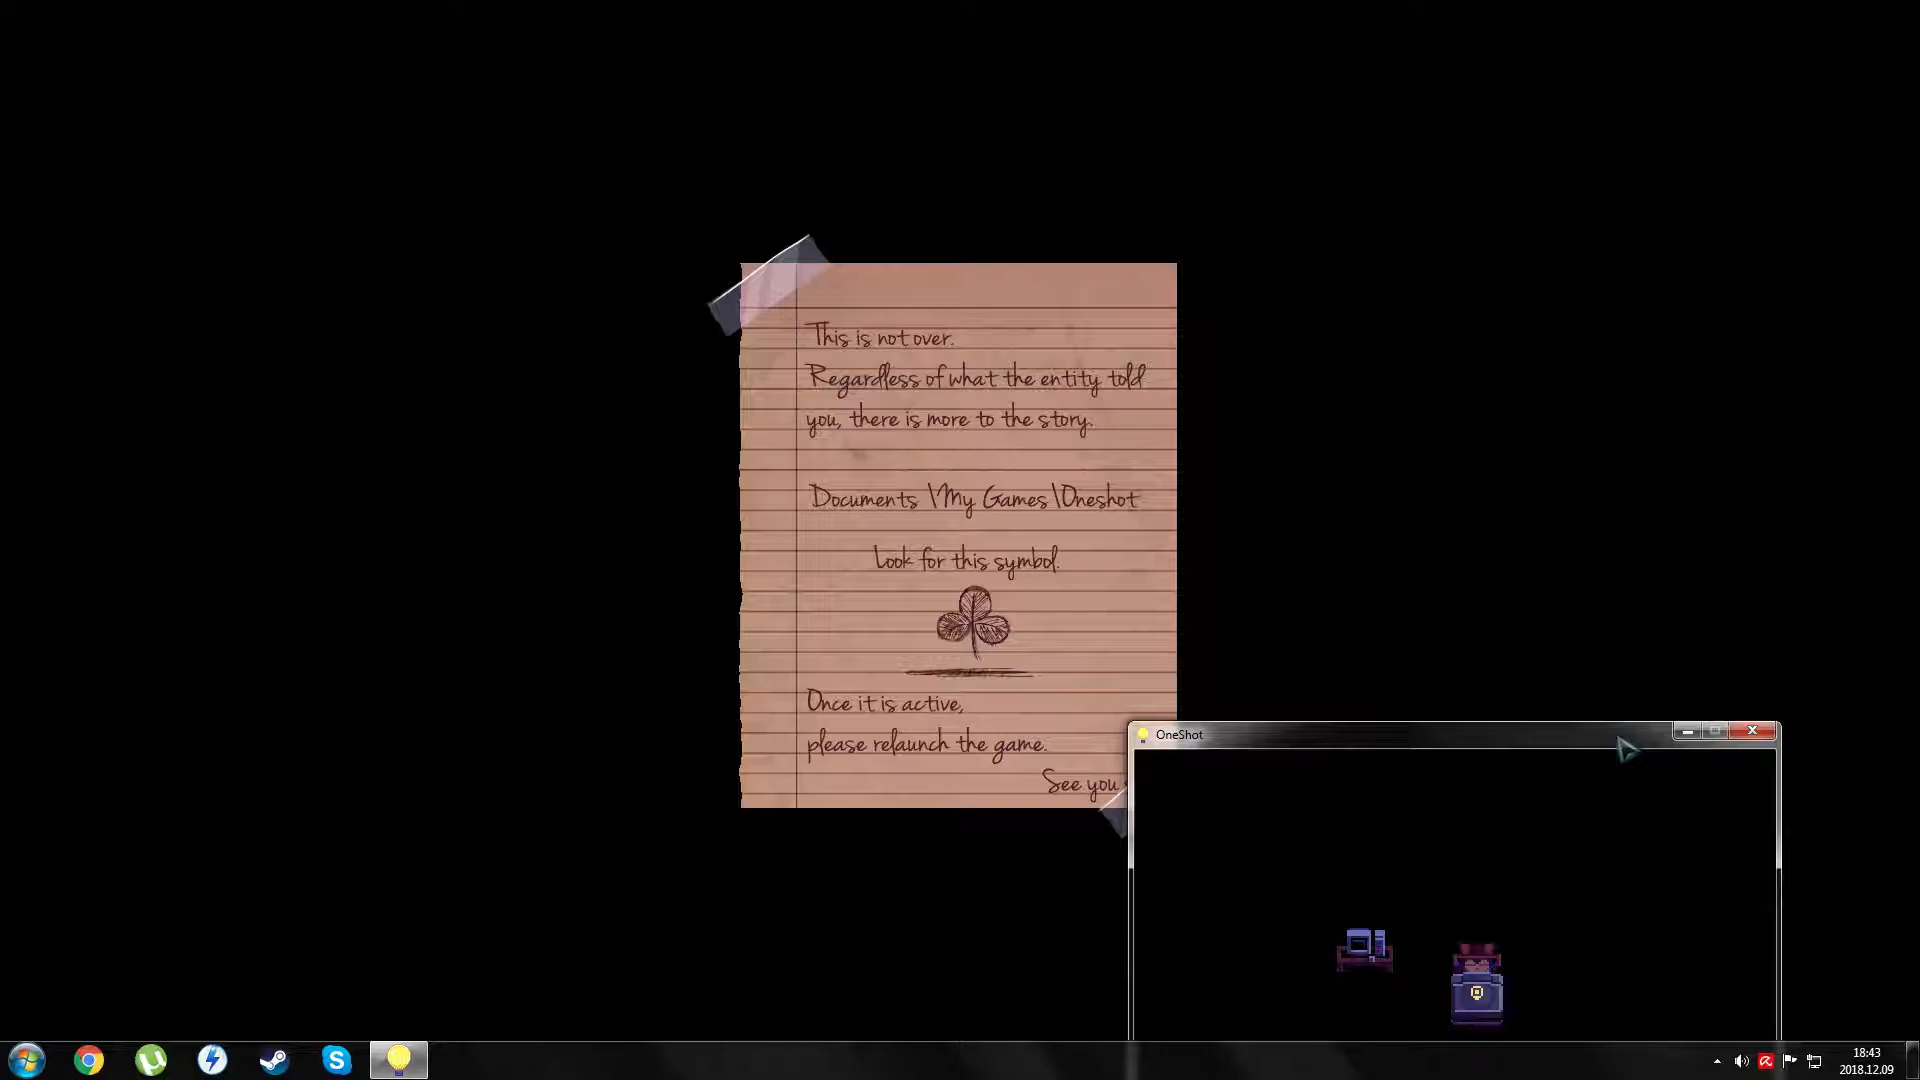 This is not over.
Regardless of what the entity told
you, there is more to the story.
Documents \My Games\Oneshot
Look for this symbol.
Once it is active,
please relaunch the game.
See you
OneShot
18:43
2018.12.09